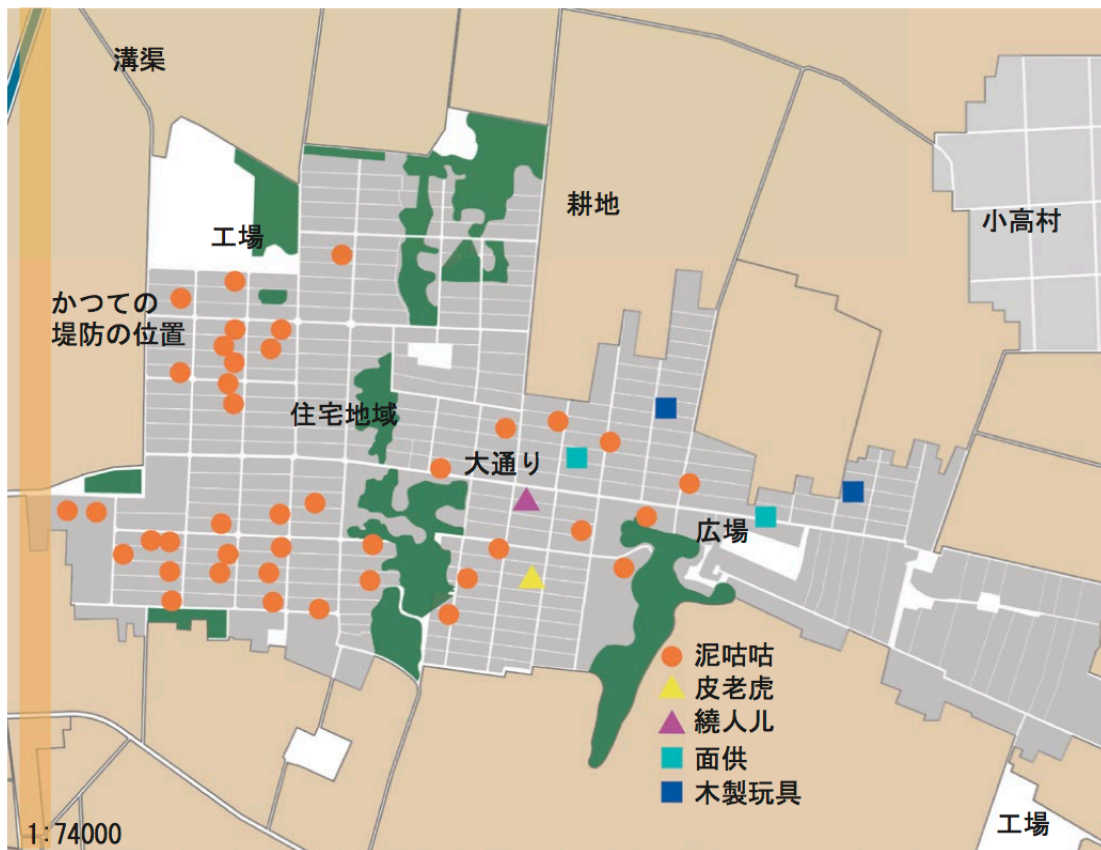 溝渠
工場
耕地
小高村
かつての
堤防の位置
住宅地域
大通り
広場
泥咕咕
皮老虎
繞人儿
面供
木製玩具
工場
1:74000